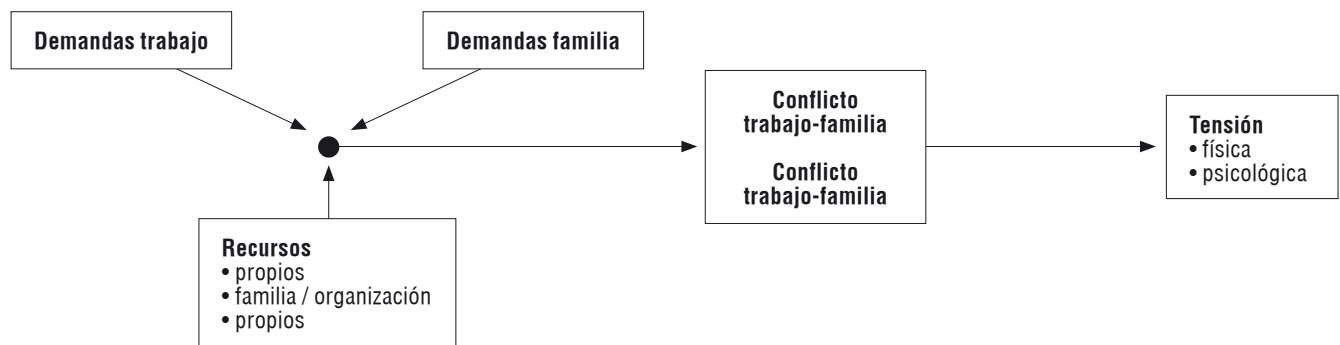 Demandas trabajo
Demandas familia
Conflicto
trabajo-familia
Conflicto
trabajo-familia
Tensión
• física
• psicológica
Recursos
• propios
• familia / organización
• propios